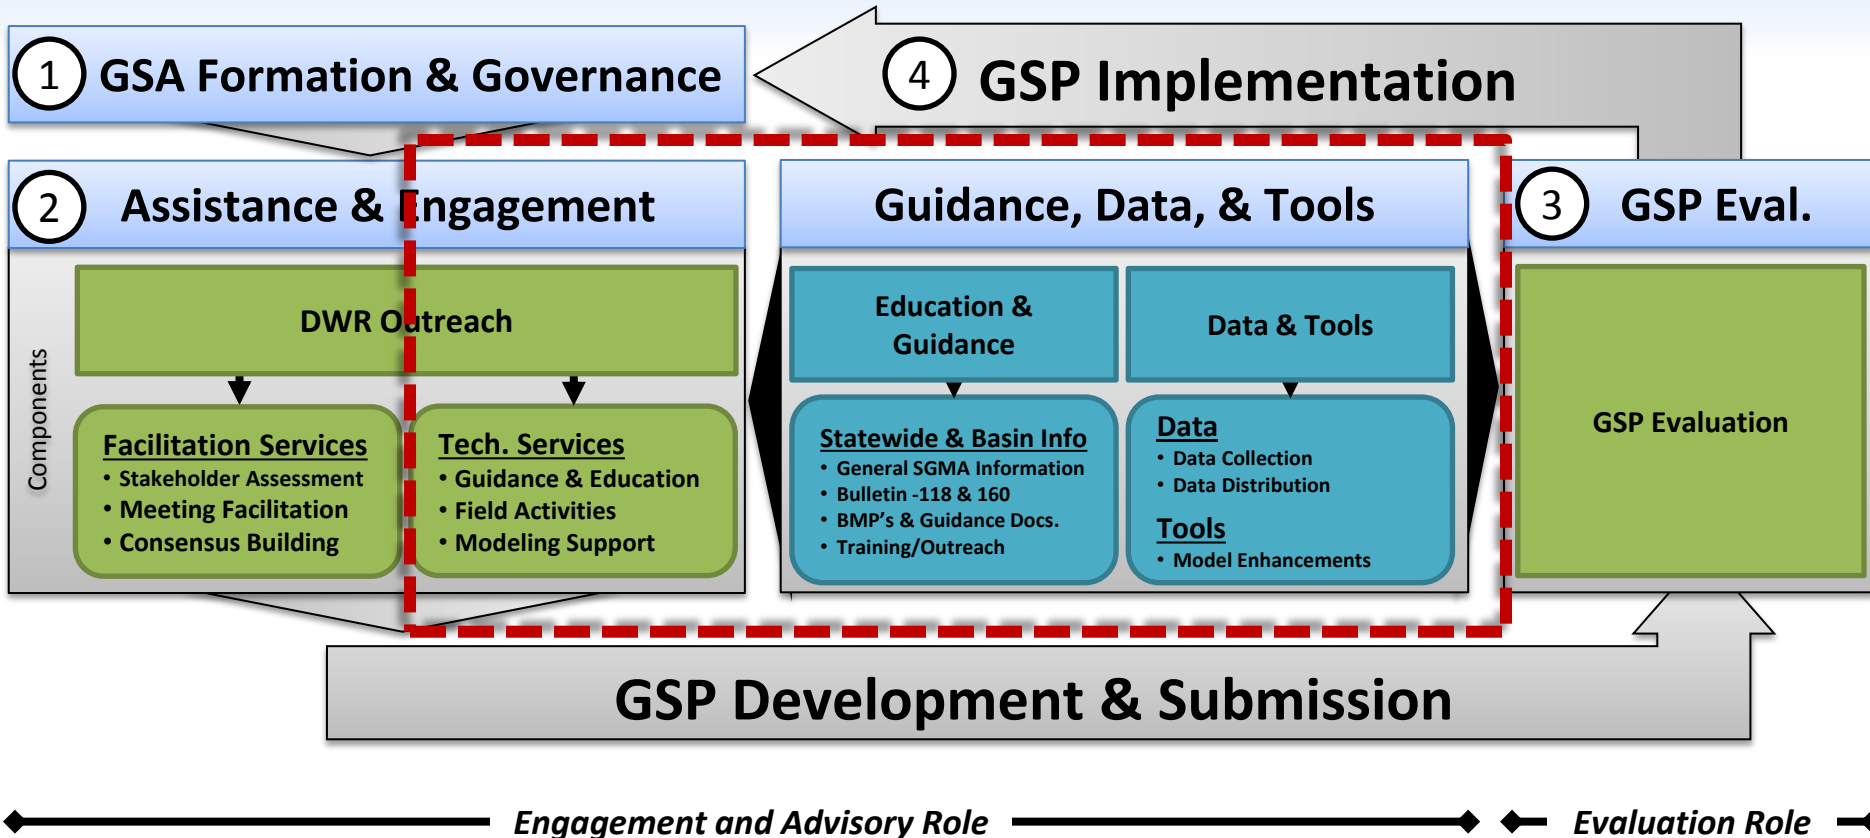 1 GSA Formation & Governance
4 GSP Implementation
2 Assistance & Engagement
Guidance, Data, & Tools
3 GSP Eval.
Components
DWR Outreach
Facilitation Services
• Stakeholder Assessment
• Meeting Facilitation
• Consensus Building
Tech. Services
• Guidance & Education
• Field Activities
• Modeling Support
Education &
Guidance
Statewide & Basin Info
• General SGMA Information
• Bulletin -118 & 160
• BMP's & Guidance Docs.
• Training/Outreach
Data & Tools
Data
• Data Collection
• Data Distribution
Tools
• Model Enhancements
GSP Evaluation
GSP Development & Submission
Engagement and Advisory Role
Evaluation Role